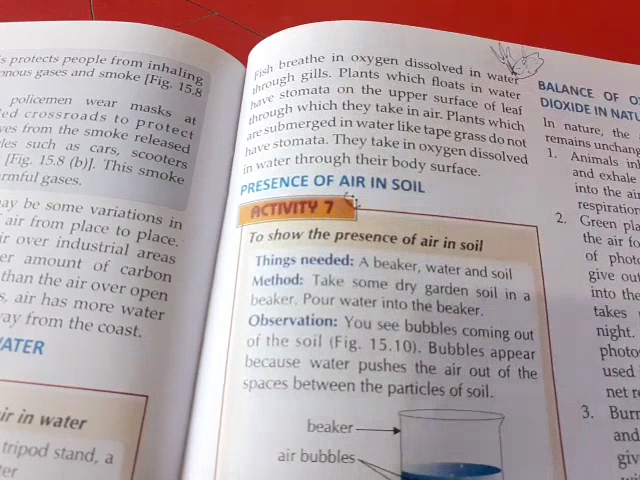 s protects people from inhaling
onous gases and smoke [Fig. 15.8
policemen wear masks at
ed crossroads to protect
ves from the smoke released
les such as cars, scooters
[Fig. 15.8 (b)]. This smoke
rmful gases.
ay be some variations in
f air from place to place.
ir over industrial areas
er amount of carbon
than the air over open
s, air has more water
way from the coast.
WATER
ir in water
tripod stand, a
ter
Fish breathe in oxygen dissolved in water
through gills. Plants which floats in water
have stomata on the upper surface of leaf
through which they take in air. Plants which
are submerged in water like tape grass do not
have stomata. They take in oxygen dissolved
in water through their body surface.
PRESENCE OF AIR IN SOIL
ACTIVITY 7
To show the presence of air in soil
Things needed: A beaker, water and soil
Method: Take some dry garden soil in a
beaker. Pour water into the beaker.
Observation: You see bubbles coming out
of the soil (Fig. 15.10). Bubbles appear
because water pushes the air out of the
spaces between the particles of soil.
beaker
air bubbles
BALANCE OF O
DIOXIDE IN NATU
In nature, the
remains unchang
1. Animals inh
and exhale
into the air
respiration
2. Green pla
the air fo
of photo
give out
into the
takes
night.
photo
used
net re
3. Burn
and
giv